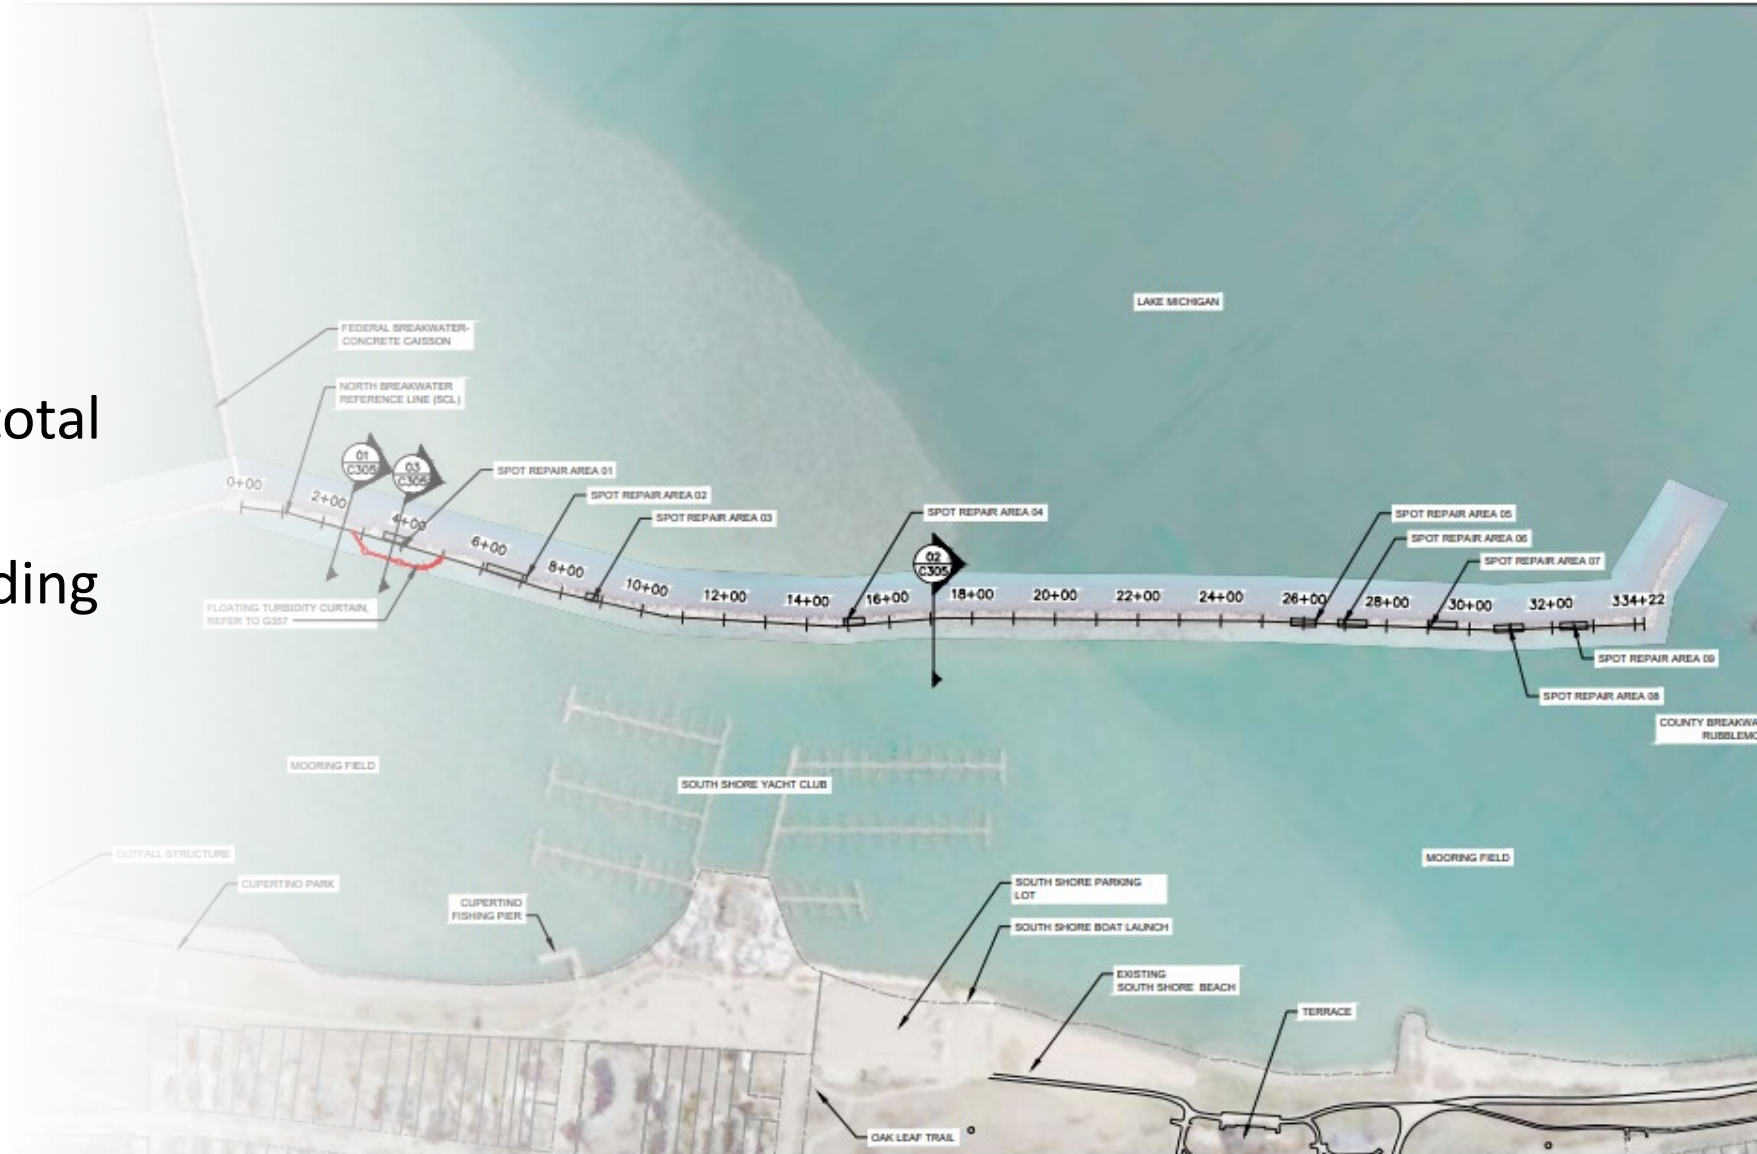 LAKE MICHIGAN
FEDERAL BREAKWATER-
CONCRETE CAISSON
NORTH BREAKWATER
REFERENCE LINE (SCL)
total
ding
01
C305
03
C305
SPOT REPAIR AREA 01
SPOT REPAIR AREA 02
SPOT REPAIR AREA 03
SPOT REPAIR AREA 04
SPOT REPAIR AREA 05
SPOT REPAIR AREA 06
SPOT REPAIR AREA 07
02
C305
0+00
2+00
4+00
6+00
8+00
10+00
12+00
14+00
16+00
18+00
20+00
22+00
24+00
26+00
28+00
30+00
32+00
334+22
FLOATING TURBIDITY CURTAIN,
REFER TO G357
SPOT REPAIR AREA 09
SPOT REPAIR AREA 08
COUNTY BREAKWA
RUBBLEMO
MOORING FIELD
SOUTH SHORE YACHT CLUB
OUTFALL STRUCTURE
CUPERTINO PARK
CUPERTINO
FISHING PIER
MOORING FIELD
SOUTH SHORE PARKING
LOT
SOUTH SHORE BOAT LAUNCH
EXISTING
SOUTH SHORE BEACH
TERRACE
OAK LEAF TRAIL